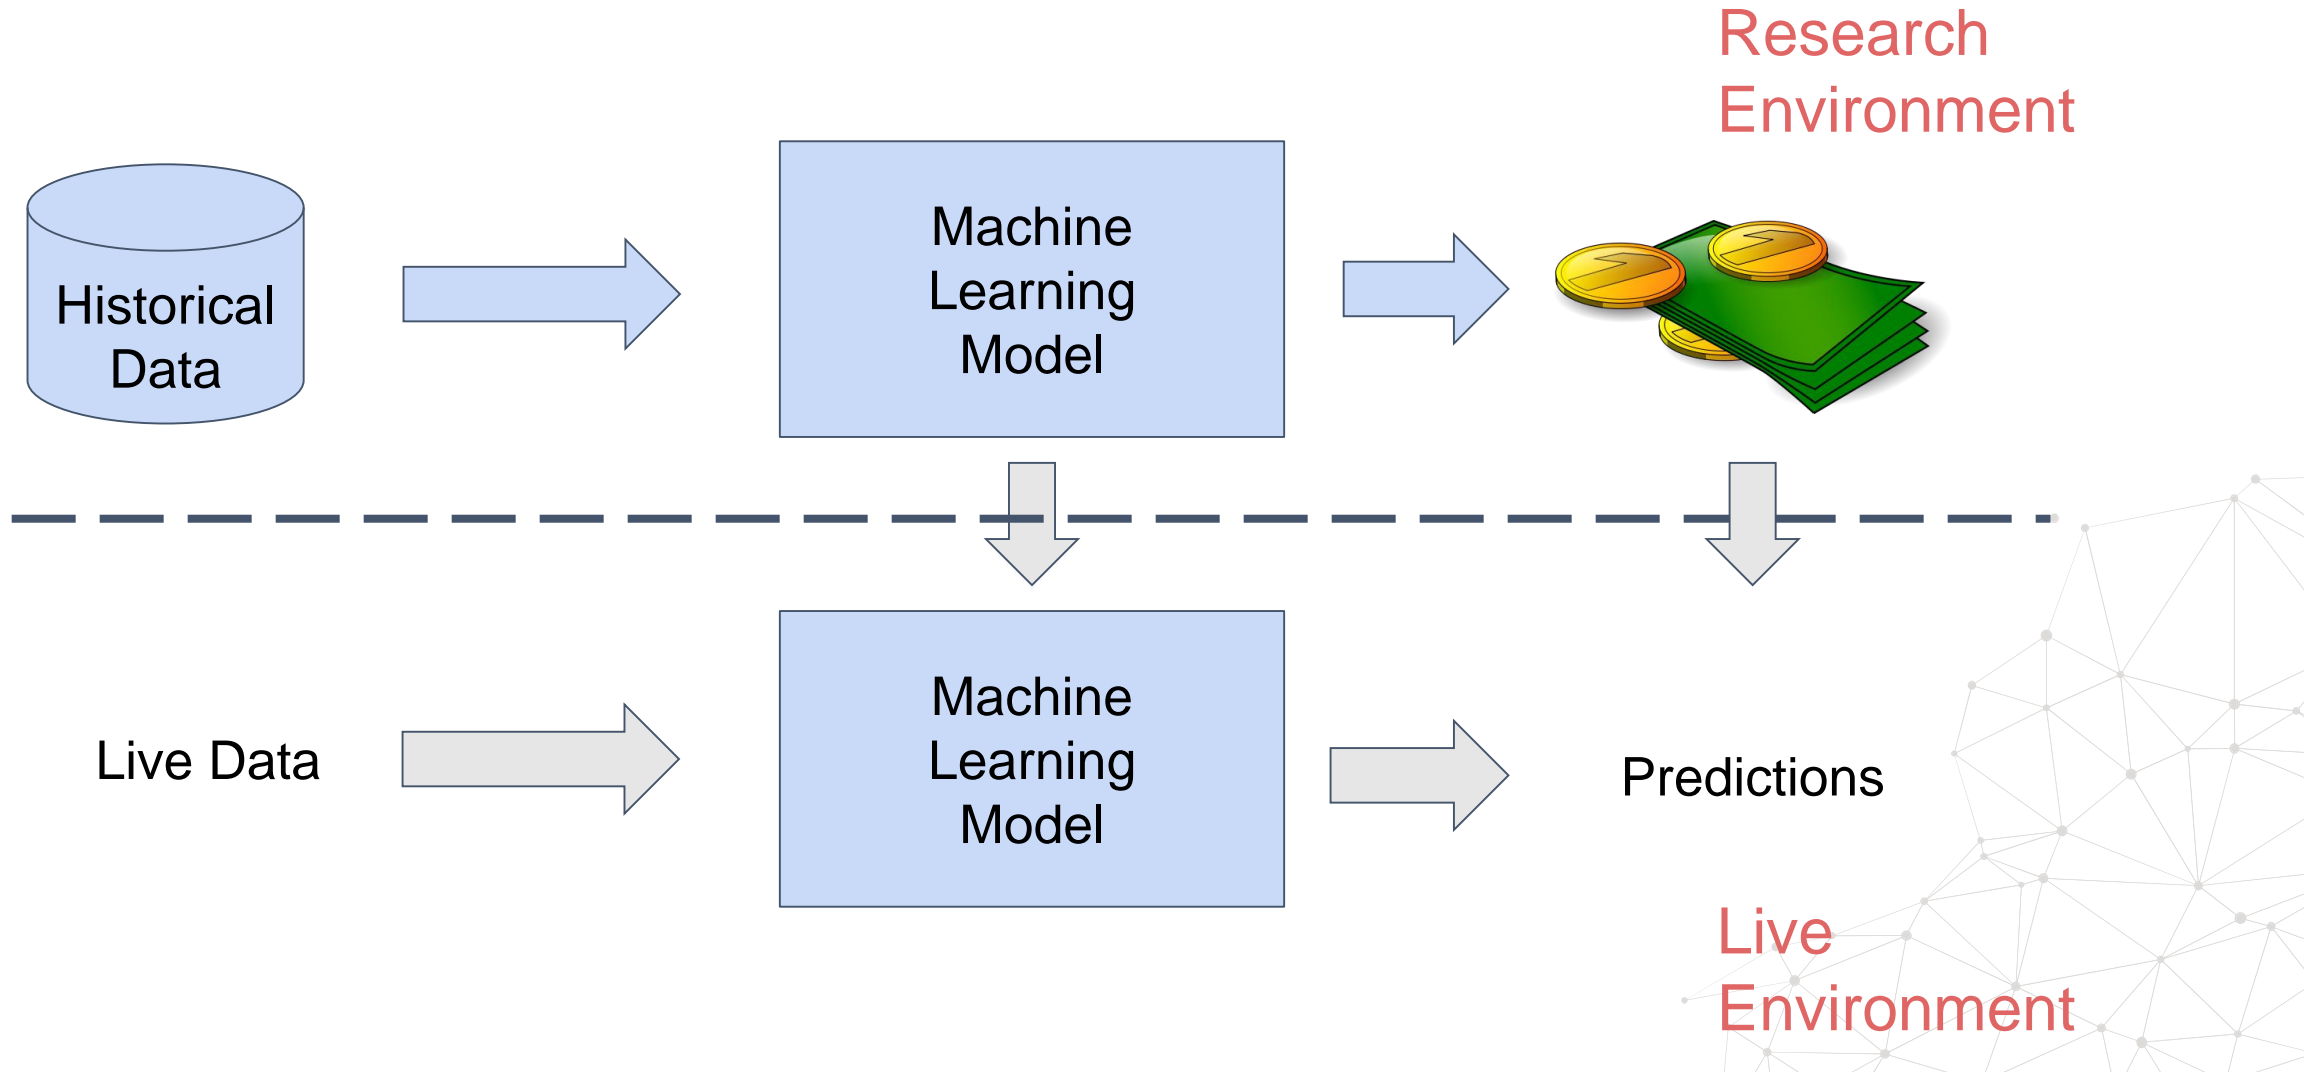 Research
Environment
Historical
Data
Machine
Learning
Model
Live Data
Machine
Learning
Model
Predictions
Live
Environment